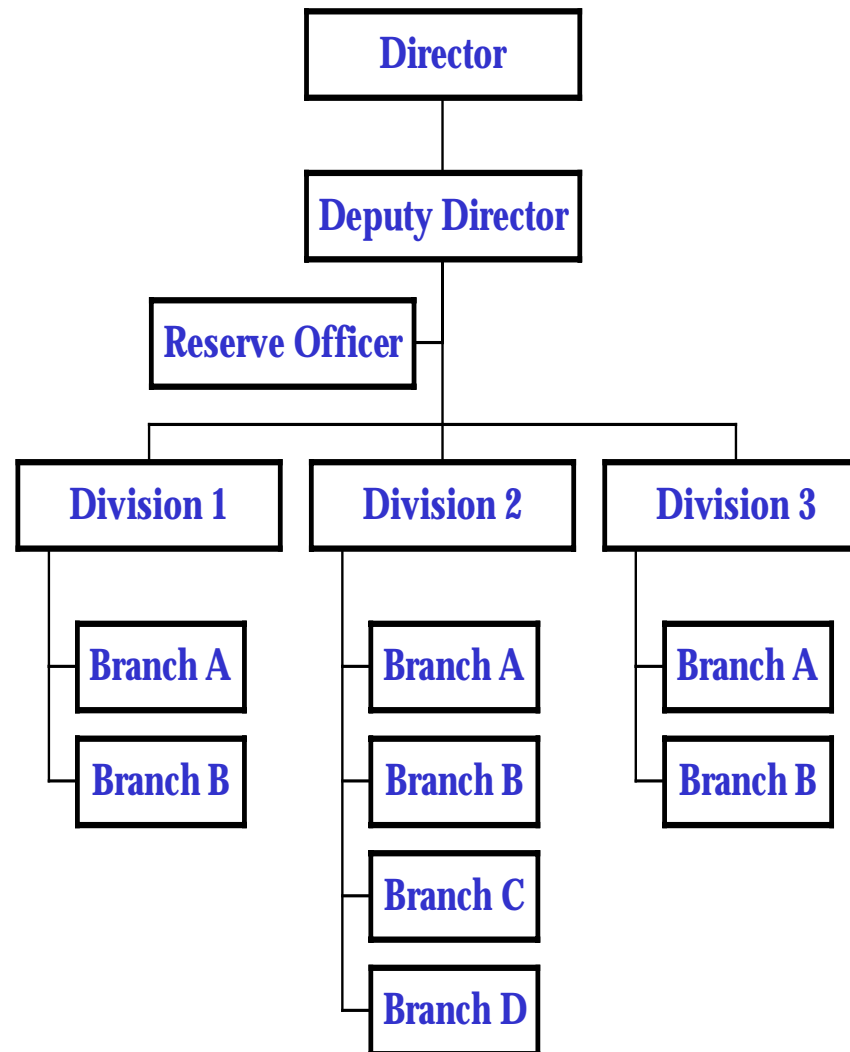 Director
Deputy Director
Reserve Officer
Division 1
Division 2
Division 3
Branch A
Branch A
Branch A
Branch B
Branch B
Branch B
Branch C
Branch D